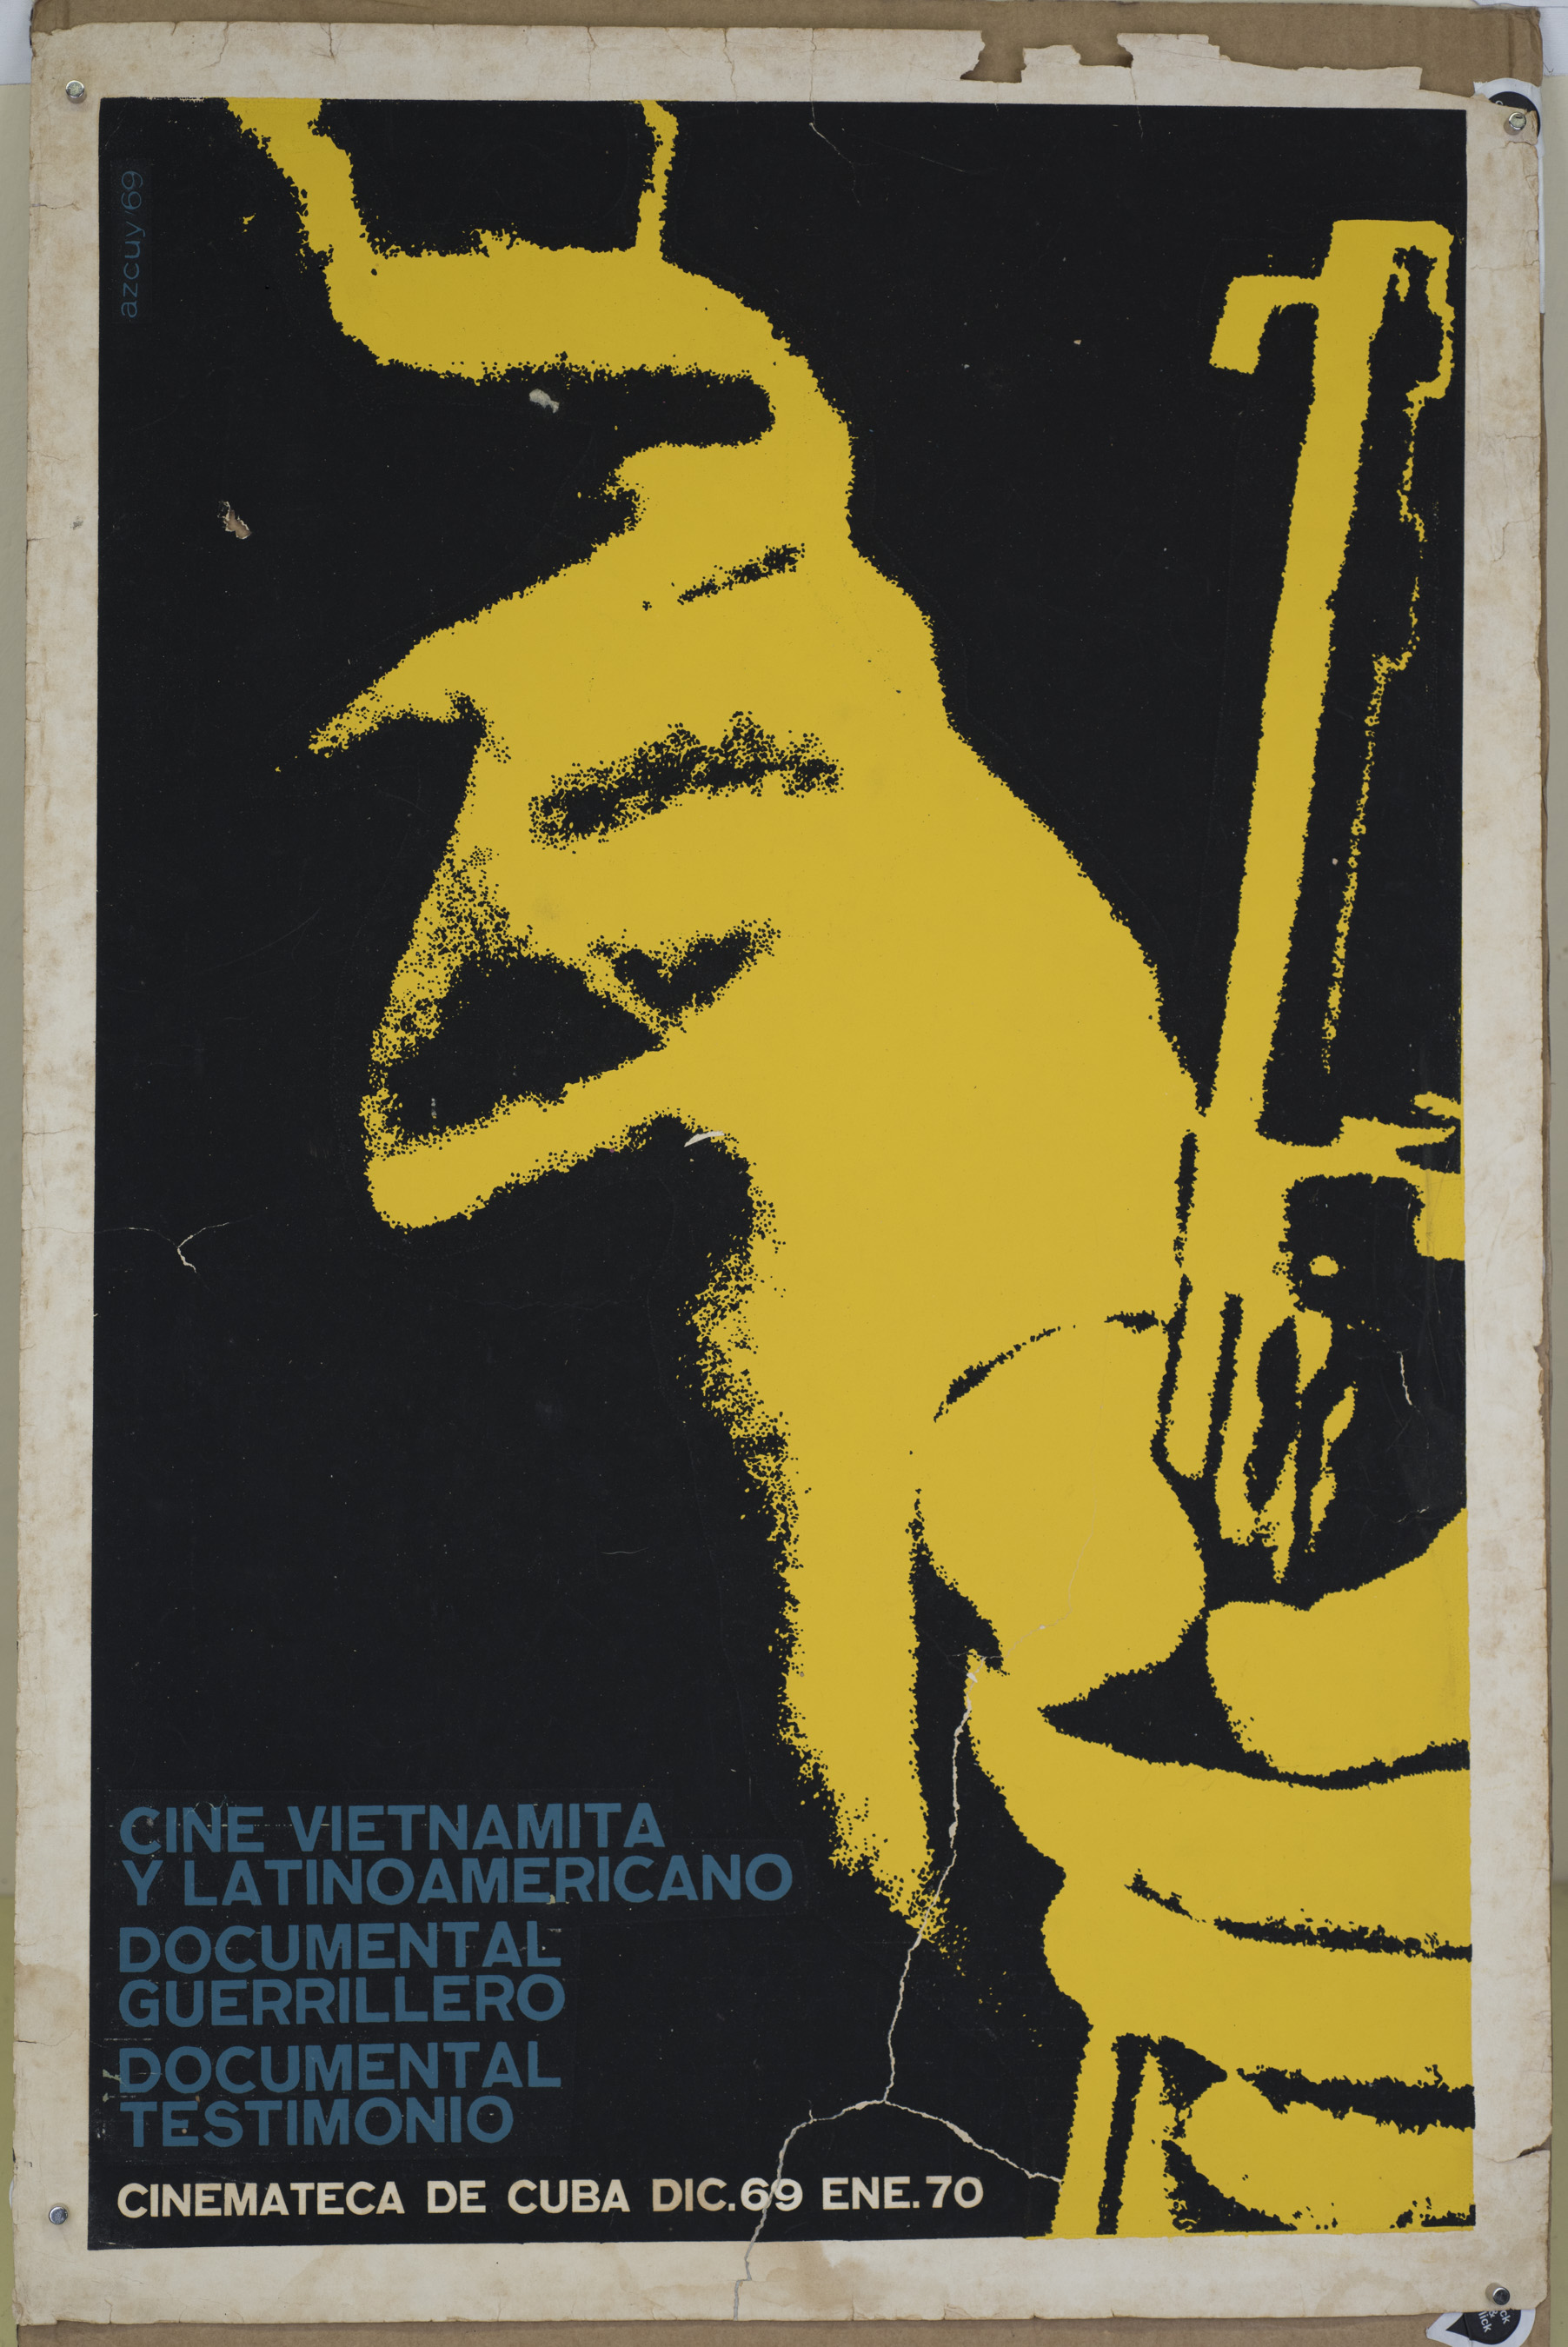 azcuy/69
CINE VIETNAMITA
Y LATINOAMERICANO
DOCUMENTAL
GUERRILLERO
DOCUMENTAL
TESTIMONIO
CINEMATECA DE CUBA DIC.69 ENE.70